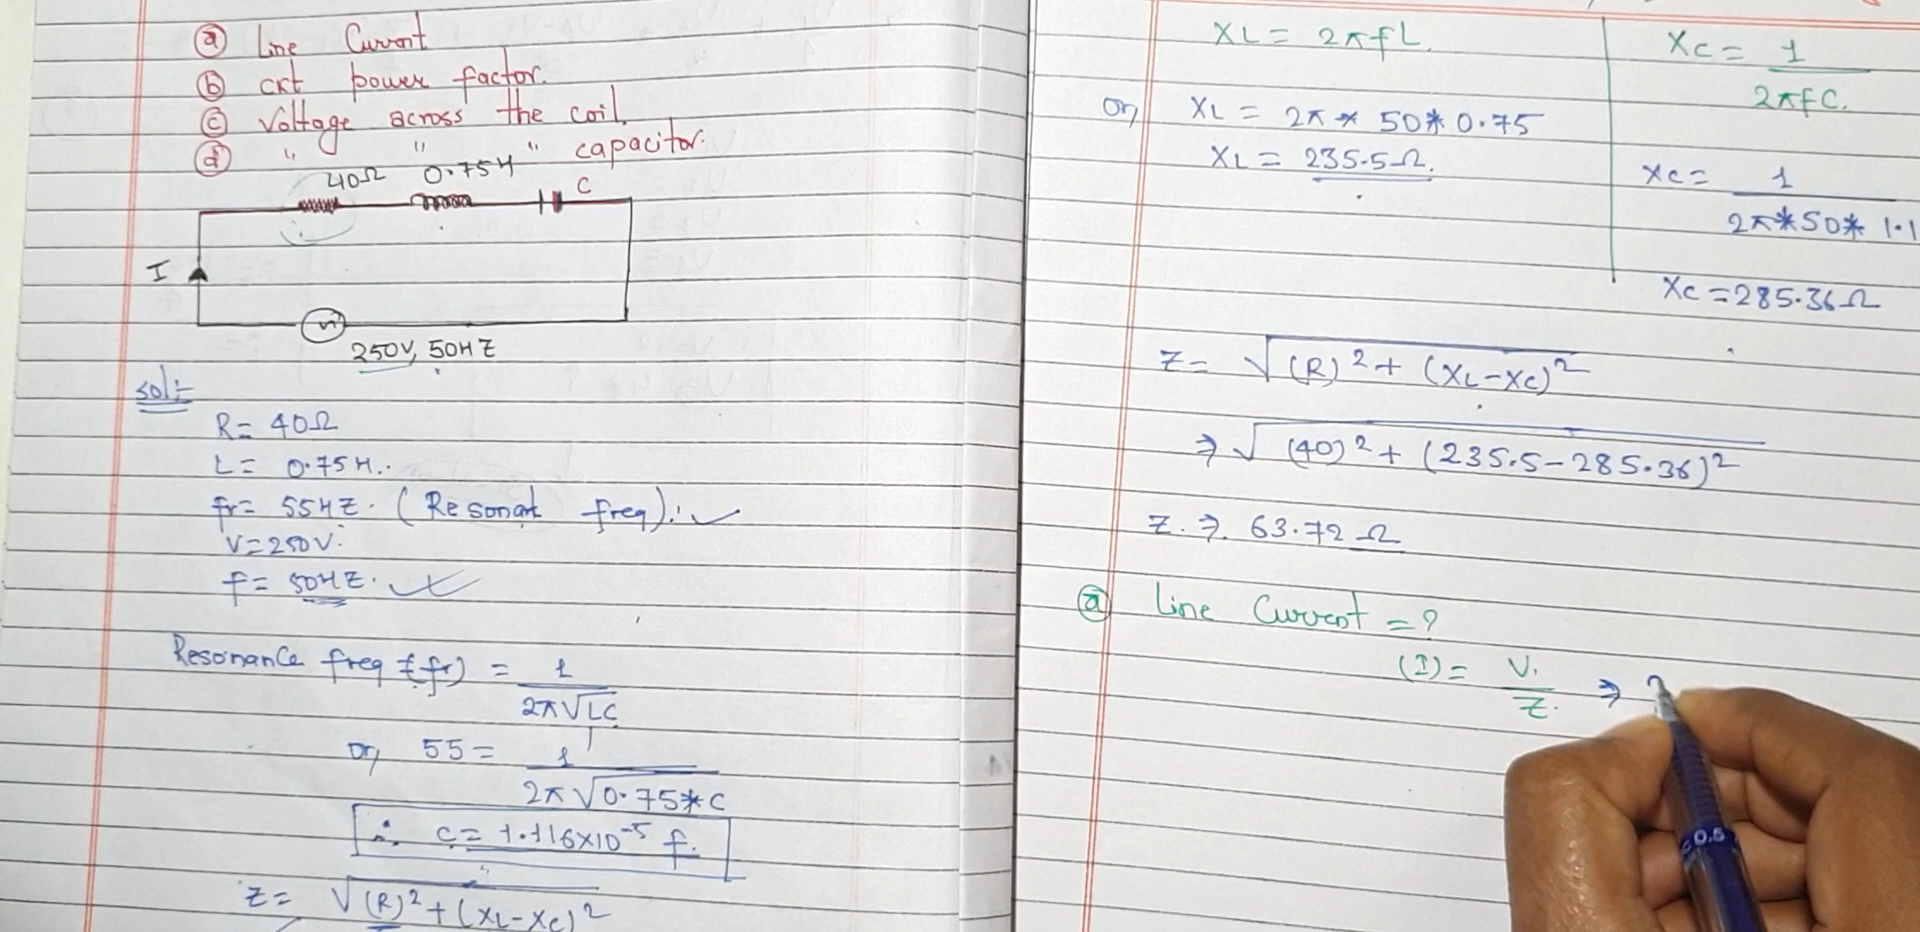 ⓐ Line Current
ⓑ ckt power factor.
ⓒ Voltage across the coil.
ⓓ " " " capacitor.
40Ω 0.75H C
I
250V, 50HZ
Sol:-
R= 40Ω
L= 0.75H.
fr= 55HZ. (Resonant freq).
V=250V.
f= 50HZ.
Resonance freq (fr) = 1
2π√LC
or, 55= 1
2π√0.75*C
∴ C= 1.116×10⁻⁵ f.
Z= √(R)²+(XL-XC)²
XL= 2πfL.
or, XL = 2π* 50*0.75
XL= 235.5Ω.
XC= 1
2πfC.
XC= 1
2π*50* 1.1
XC=285.36Ω
Z= √(R)²+(XL-XC)²
⇒ √(40)²+(235.5-285.36)²
Z.⇒. 63.72Ω
ⓐ Line Current =?
(I)= V. ⇒
Z.
0.5